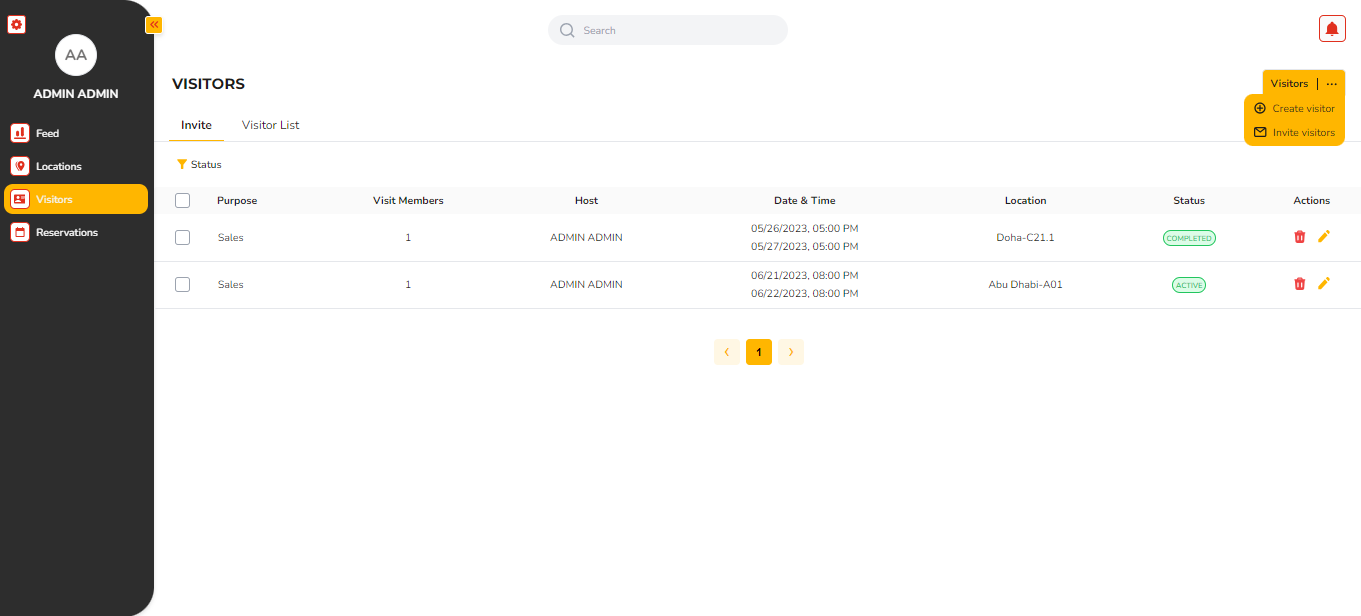 Search
AA
ADMIN ADMIN
Feed
Locations
Visitors
Reservations
VISITORS
Visitors | ...
Create visitor
Invite visitors
Invite Visitor List
Status
Purpose Visit Members Host Date & Time Location Status Actions
Sales 1 ADMIN ADMIN 05/26/2023, 05:00 PM Doha-C21.1 COMPLETED
05/27/2023, 05:00 PM
Sales 1 ADMIN ADMIN 06/21/2023, 08:00 PM Abu Dhabi-A01 ACTIVE
06/22/2023, 08:00 PM
1